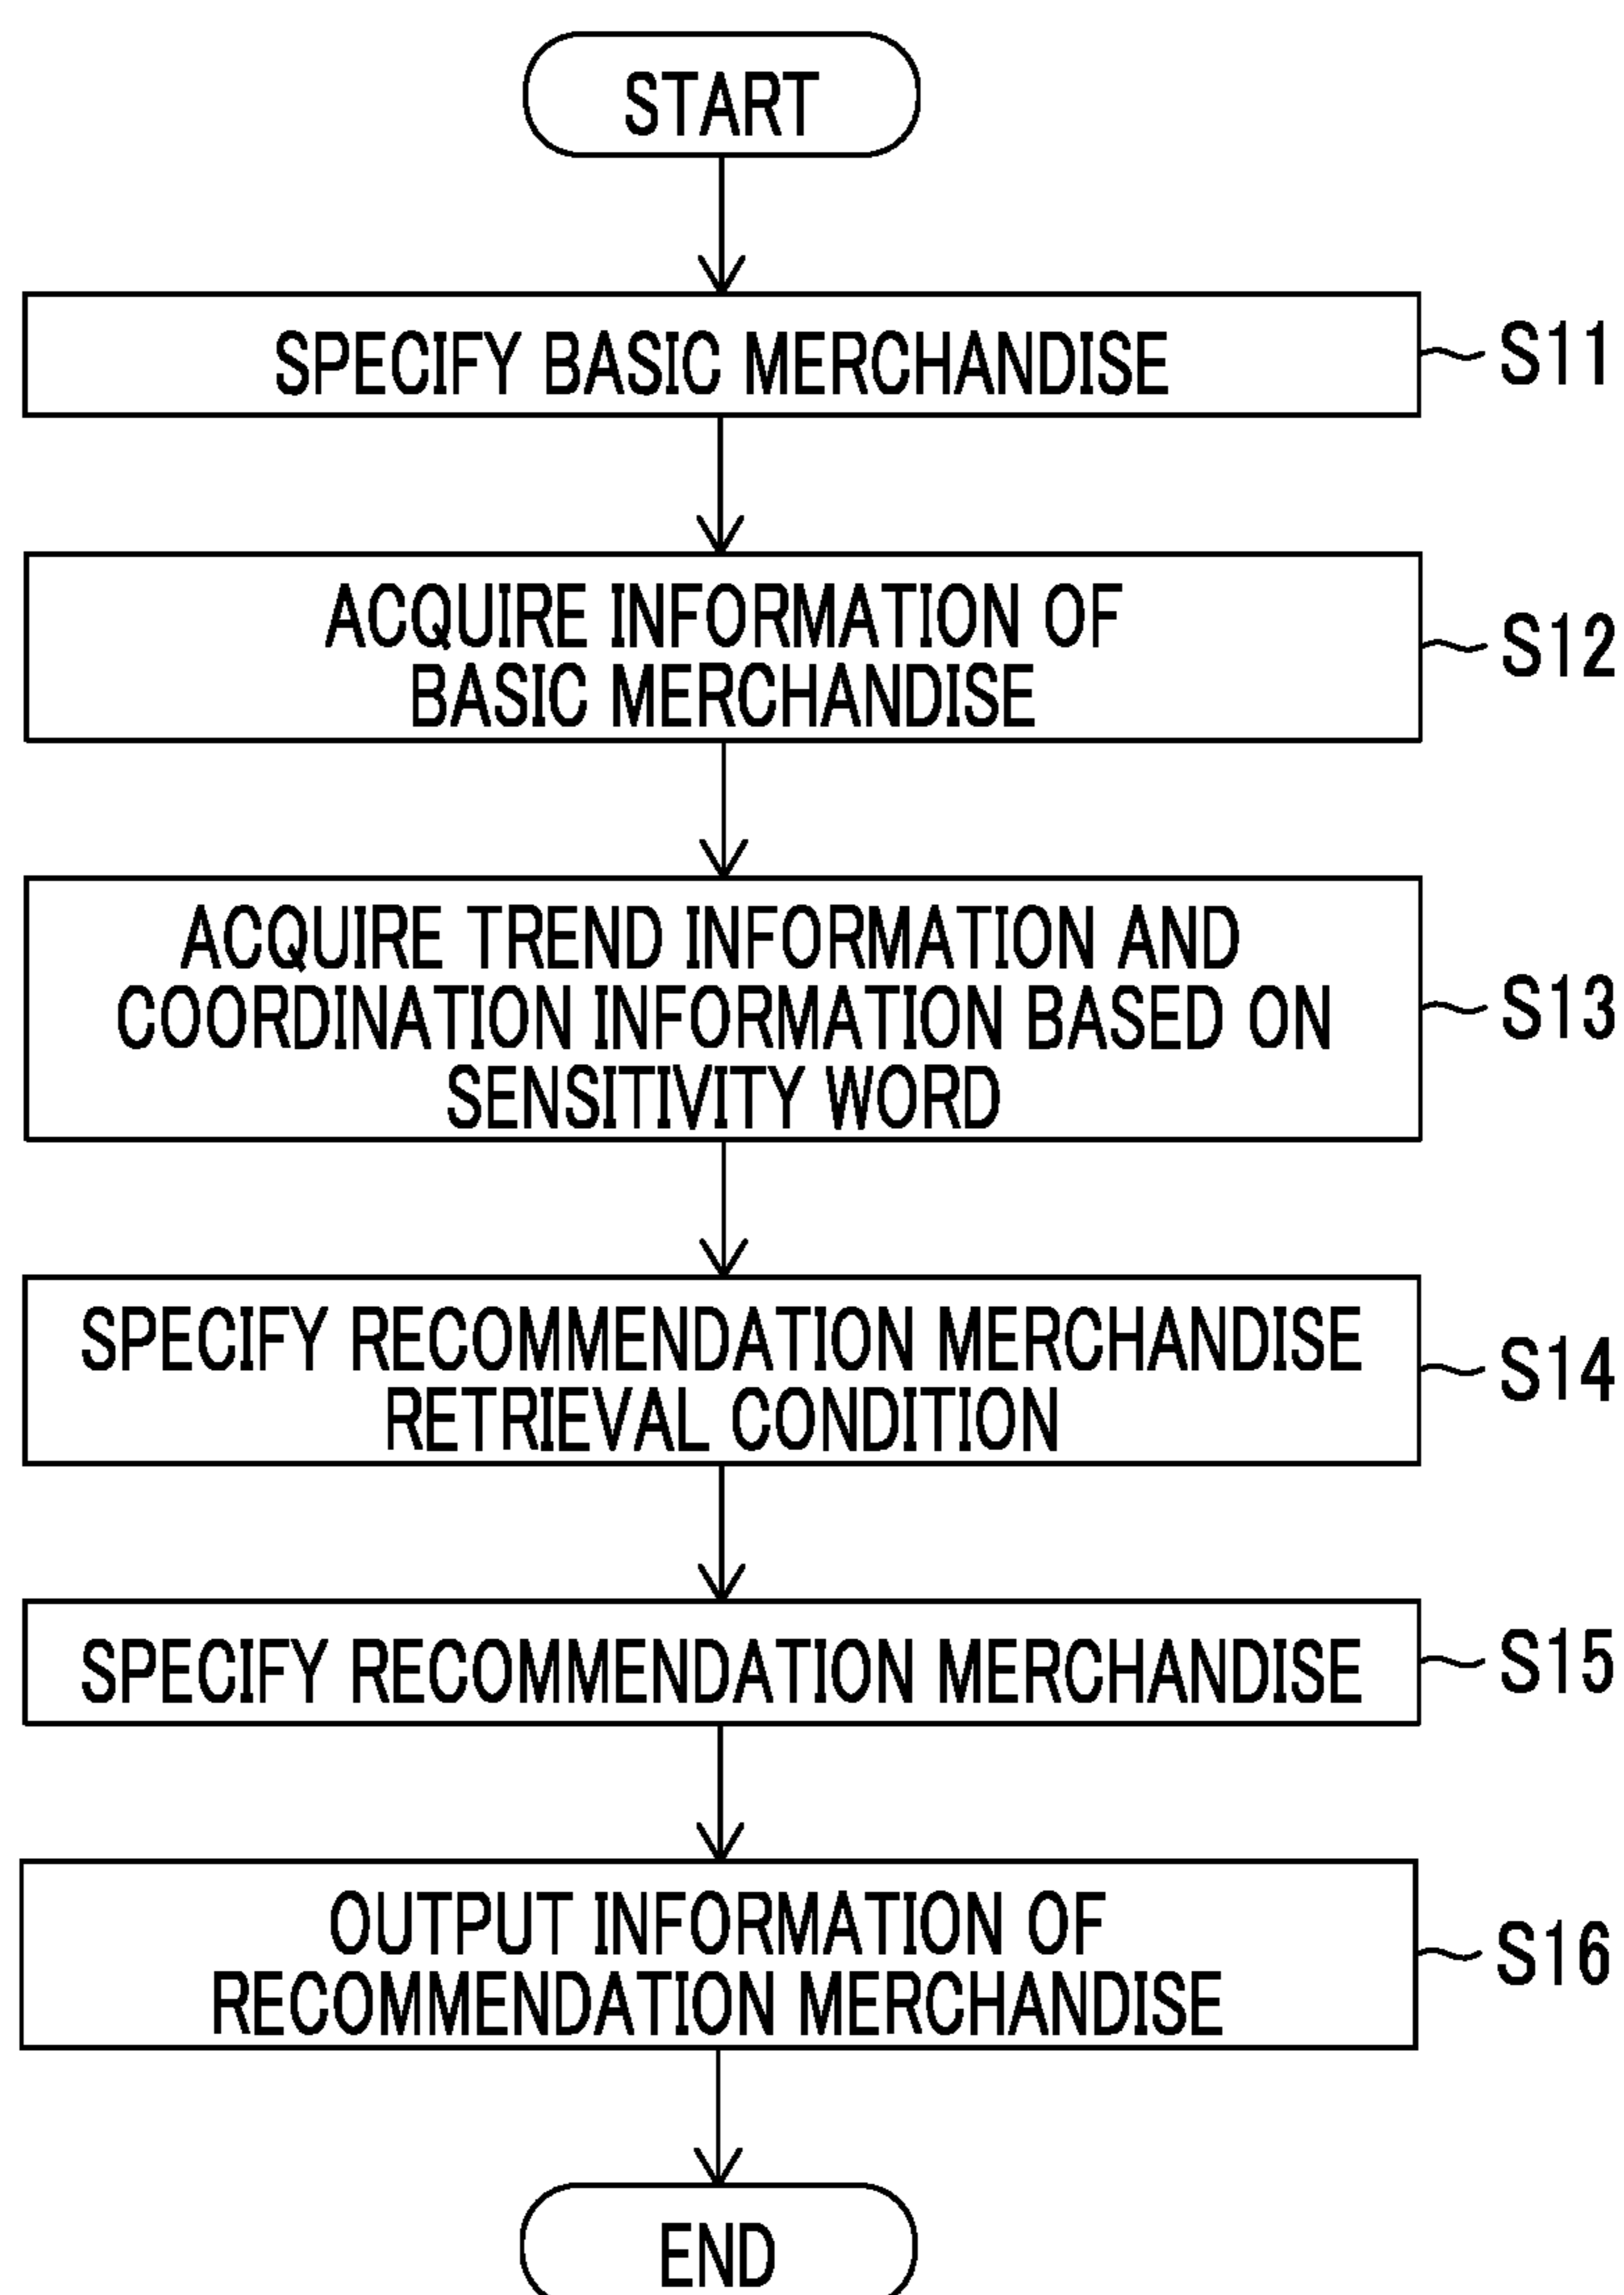 START
SPECIFY BASIC MERCHANDISE
S11
ACQUIRE INFORMATION OF
BASIC MERCHANDISE
S12
ACQUIRE TREND INFORMATION AND
COORDINATION INFORMATION BASED ON
SENSITIVITY WORD
S13
SPECIFY RECOMMENDATION MERCHANDISE
RETRIEVAL CONDITION
S14
SPECIFY RECOMMENDATION MERCHANDISE
S15
OUTPUT INFORMATION OF
RECOMMENDATION MERCHANDISE
S16
END